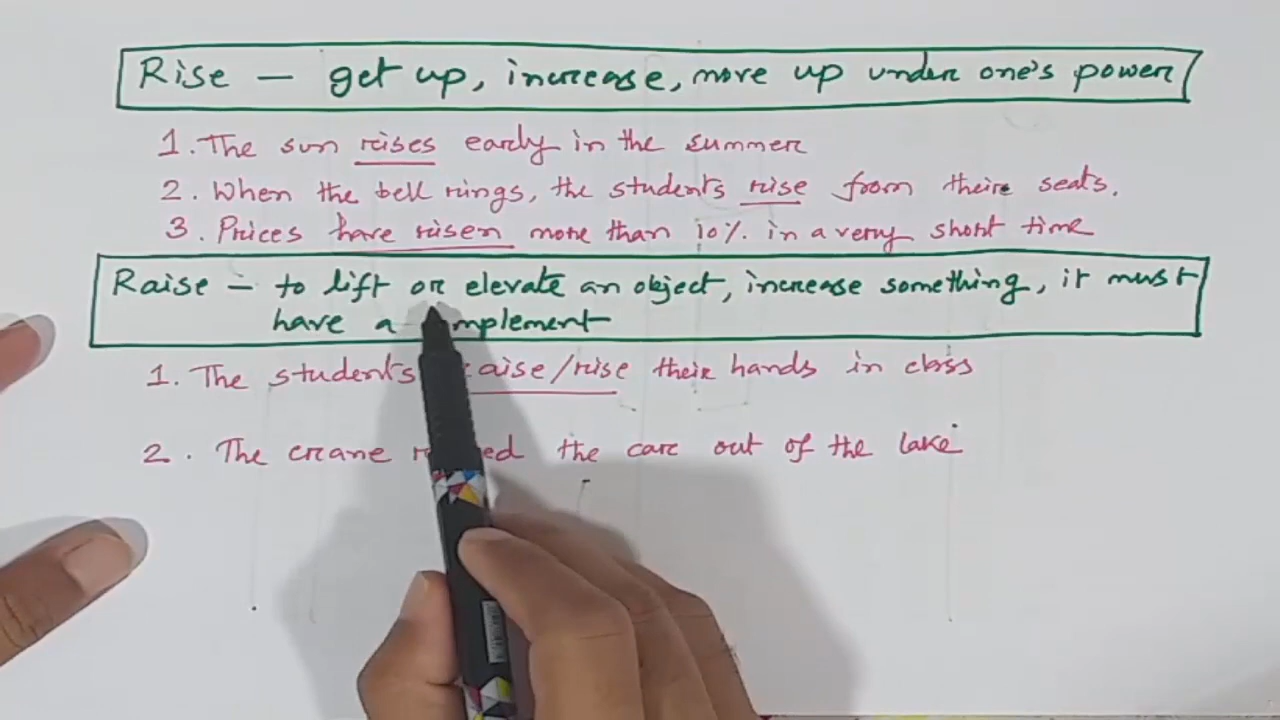 Rise – get up, increase, move up under one's power
1. The sun rises early in the summer
2. When the bell rings, the students rise from their seats.
3. Prices have risen more than 10% in a very short time
Raise – to lift or elevate an object, increase something, it must
have a
1. The students raise/rise their hands in class
2. The crane the car out of the lake